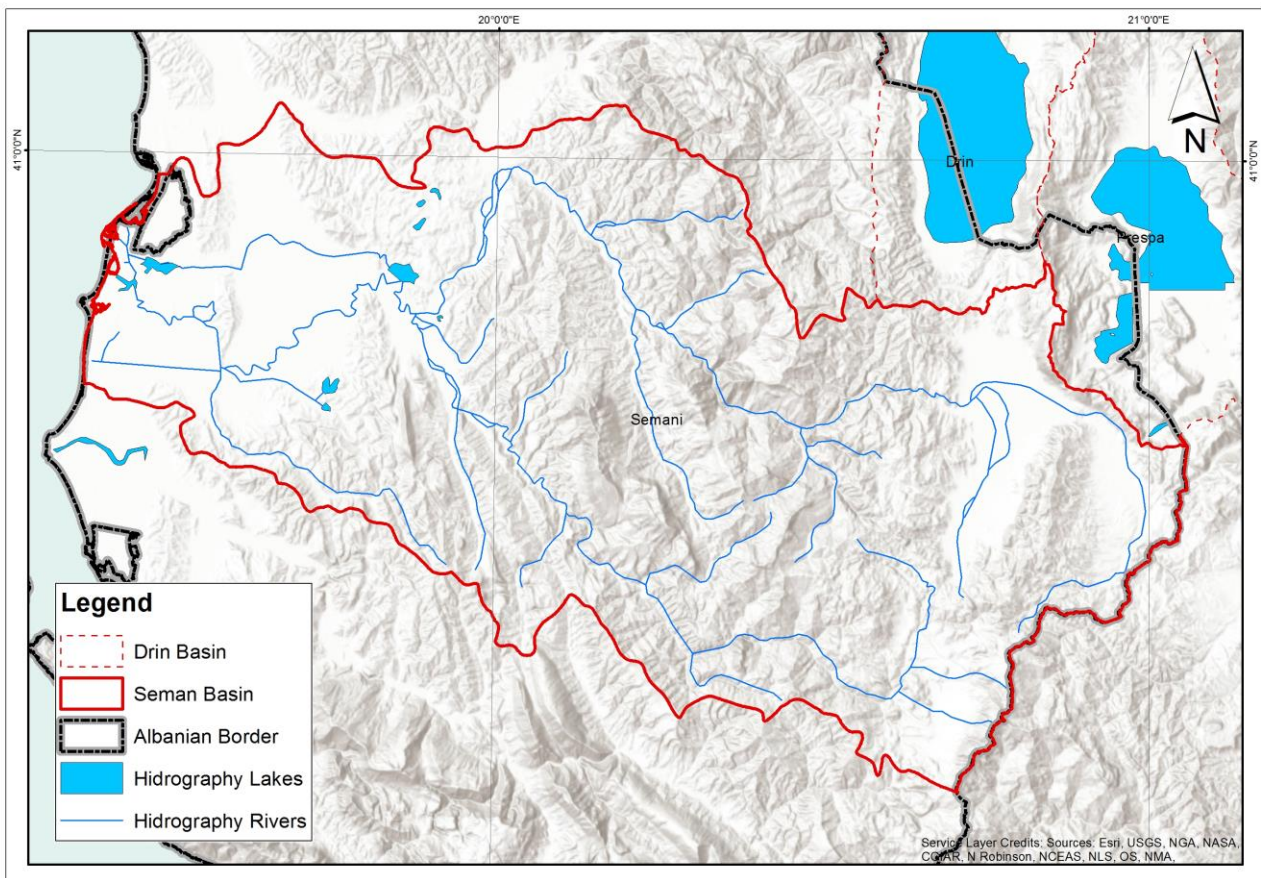 20°0'0"E
21°0'0"E
41°0'0"N
41°0'0"N
N
Drin
Prespa
Semani
Legend
Drin Basin
Seman Basin
Albanian Border
Hidrography Lakes
Hidrography Rivers
Service Layer Credits: Sources: Esri, USGS, NGA, NASA,
CGIAR, N Robinson, NCEAS, NLS, OS, NMA,